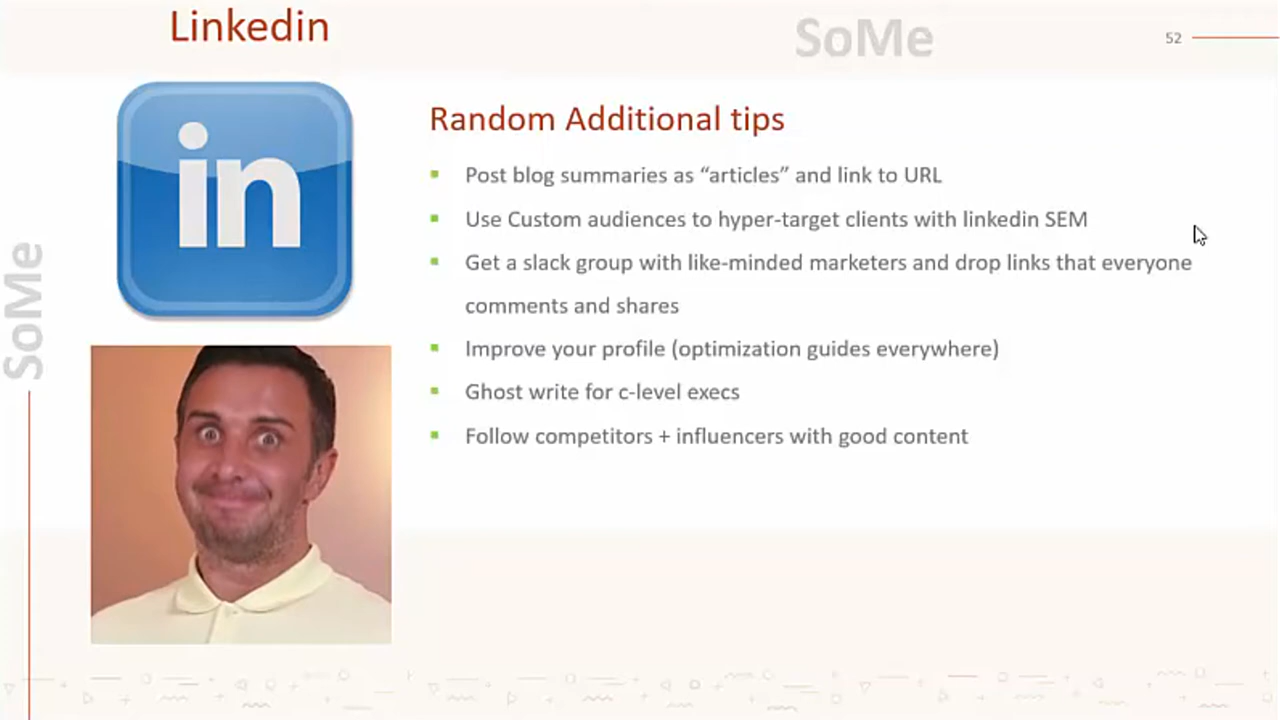 Linkedin
SoMe
52
in
SoMe
Random Additional tips
Post blog summaries as “articles” and link to URL
Use Custom audiences to hyper-target clients with linkedin SEM
Get a slack group with like-minded marketers and drop links that everyone
comments and shares
Improve your profile (optimization guides everywhere)
Ghost write for c-level execs
Follow competitors + influencers with good content